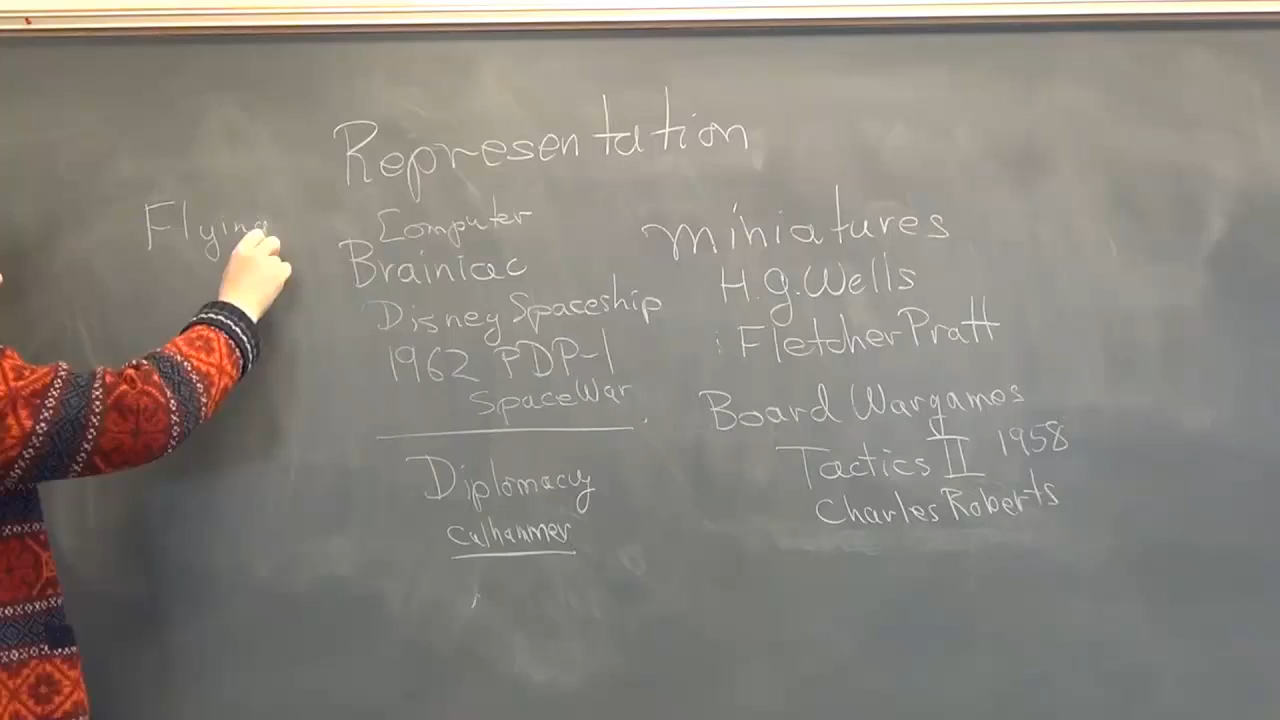 Representation
Flying
Computer
Brainiac
Disney Spaceship
1962 PDP-1
SpaceWar
Diplomacy
Calhammer
Miniatures
H.G. Wells
Fletcher Pratt
Board Wargames
Tactics II 1958
Charles Roberts